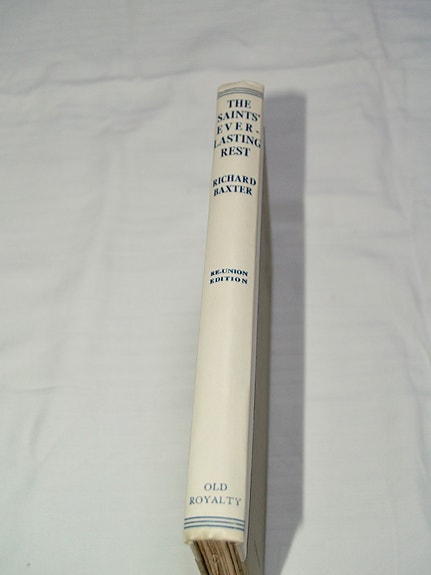 THE
SAINTS'
EVER-
LASTING
REST
RICHARD
BAXTER
RE-UNION
EDITION
OLD
ROYALTY